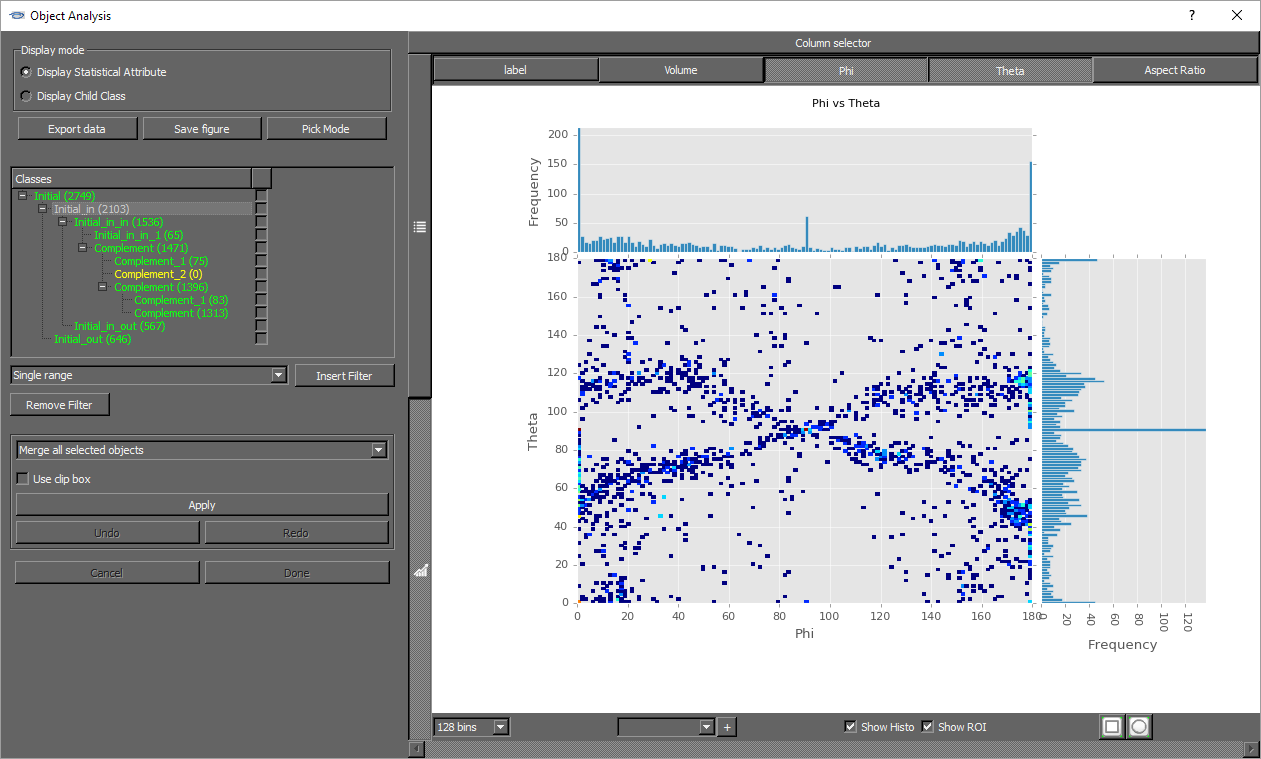 Object Analysis
?
Display mode
Display Statistical Attribute
Display Child Class
Export data
Save figure
Pick Mode
Classes
Initial (2749)
Initial_in (2103)
Initial_in_in (1536)
Initial_in_in_1 (65)
Complement (1471)
Complement_1 (75)
Complement_2 (0)
Complement (1396)
Complement_1 (83)
Complement (1313)
Initial_in_out (567)
Initial_out (646)
Single range
Insert Filter
Remove Filter
Merge all selected objects
Use clip box
Apply
Undo
Redo
Cancel
Done
Column selector
label
Volume
Phi
Theta
Aspect Ratio
Phi vs Theta
200
150
100
50
0
Frequency
180
160
140
120
100
80
60
40
20
0
Theta
0 20 40 60 80 100 120 140 160 180
Phi
0 20 40 60 80 100 120
Frequency
128 bins
+
Show Histo
Show ROI